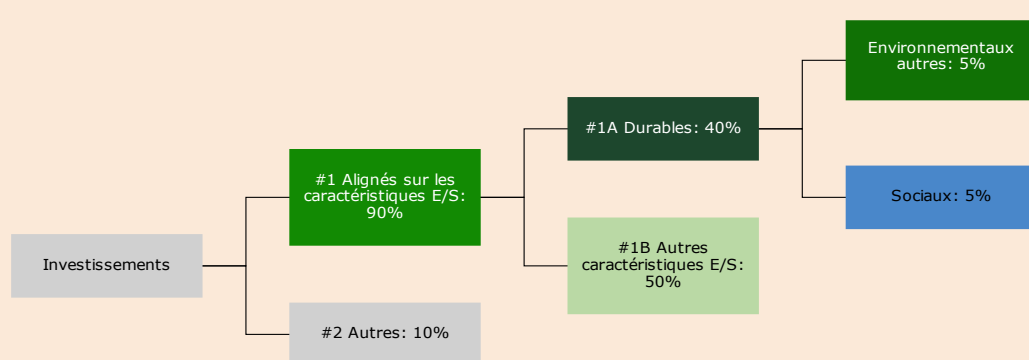 Environnementaux
autres: 5%
#1A Durables: 40%
#1 Alignés sur les
caractéristiques E/S:
90%
Sociaux: 5%
#1B Autres
caractéristiques E/S:
50%
Investissements
#2 Autres: 10%